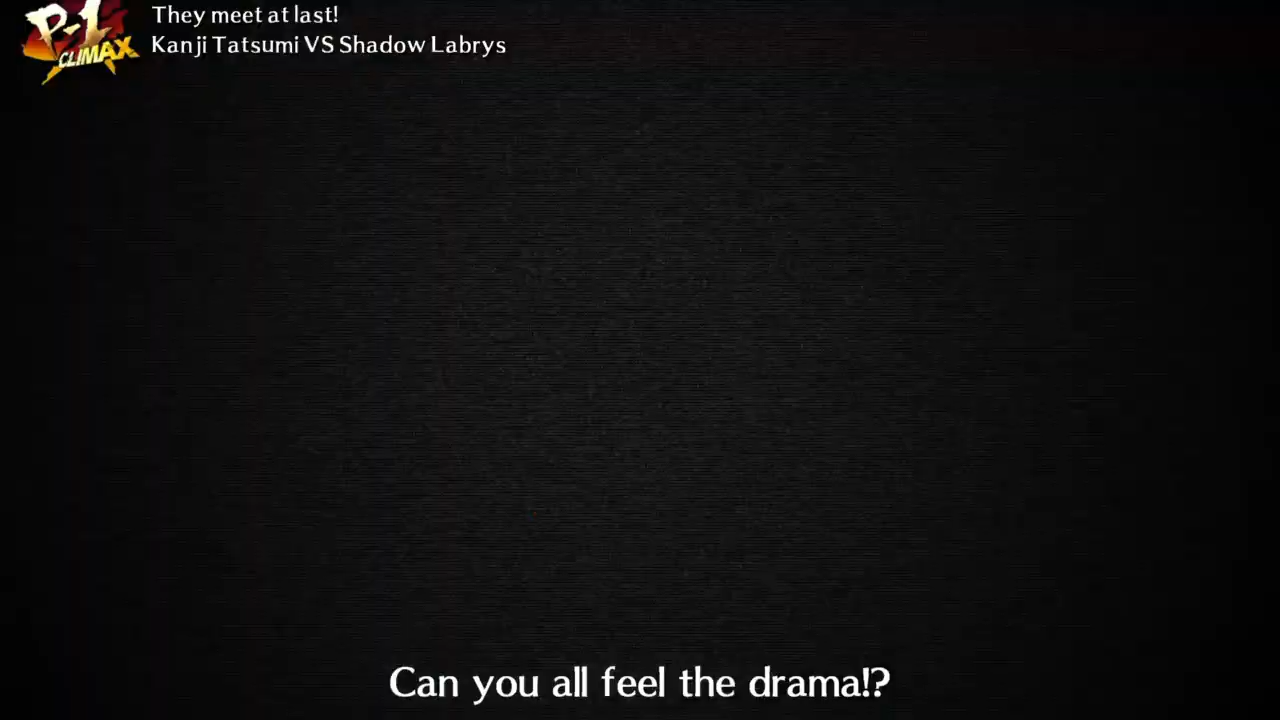 P-1
CLIMAX
They meet at last!
Kanji Tatsumi VS Shadow Labrys
Can you all feel the drama!?